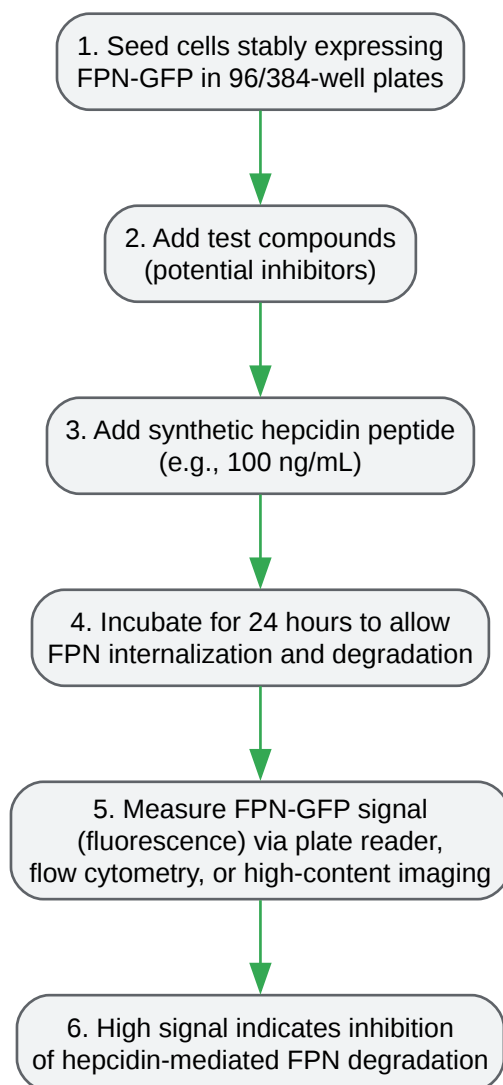 1. Seed cells stably expressing
FPN-GFP in 96/384-well plates
2. Add test compounds
(potential inhibitors)
3. Add synthetic hepcidin peptide
(e.g., 100 ng/mL)
4. Incubate for 24 hours to allow
FPN internalization and degradation
5. Measure FPN-GFP signal
(fluorescence) via plate reader,
flow cytometry, or high-content imaging
6. High signal indicates inhibition
of hepcidin-mediated FPN degradation